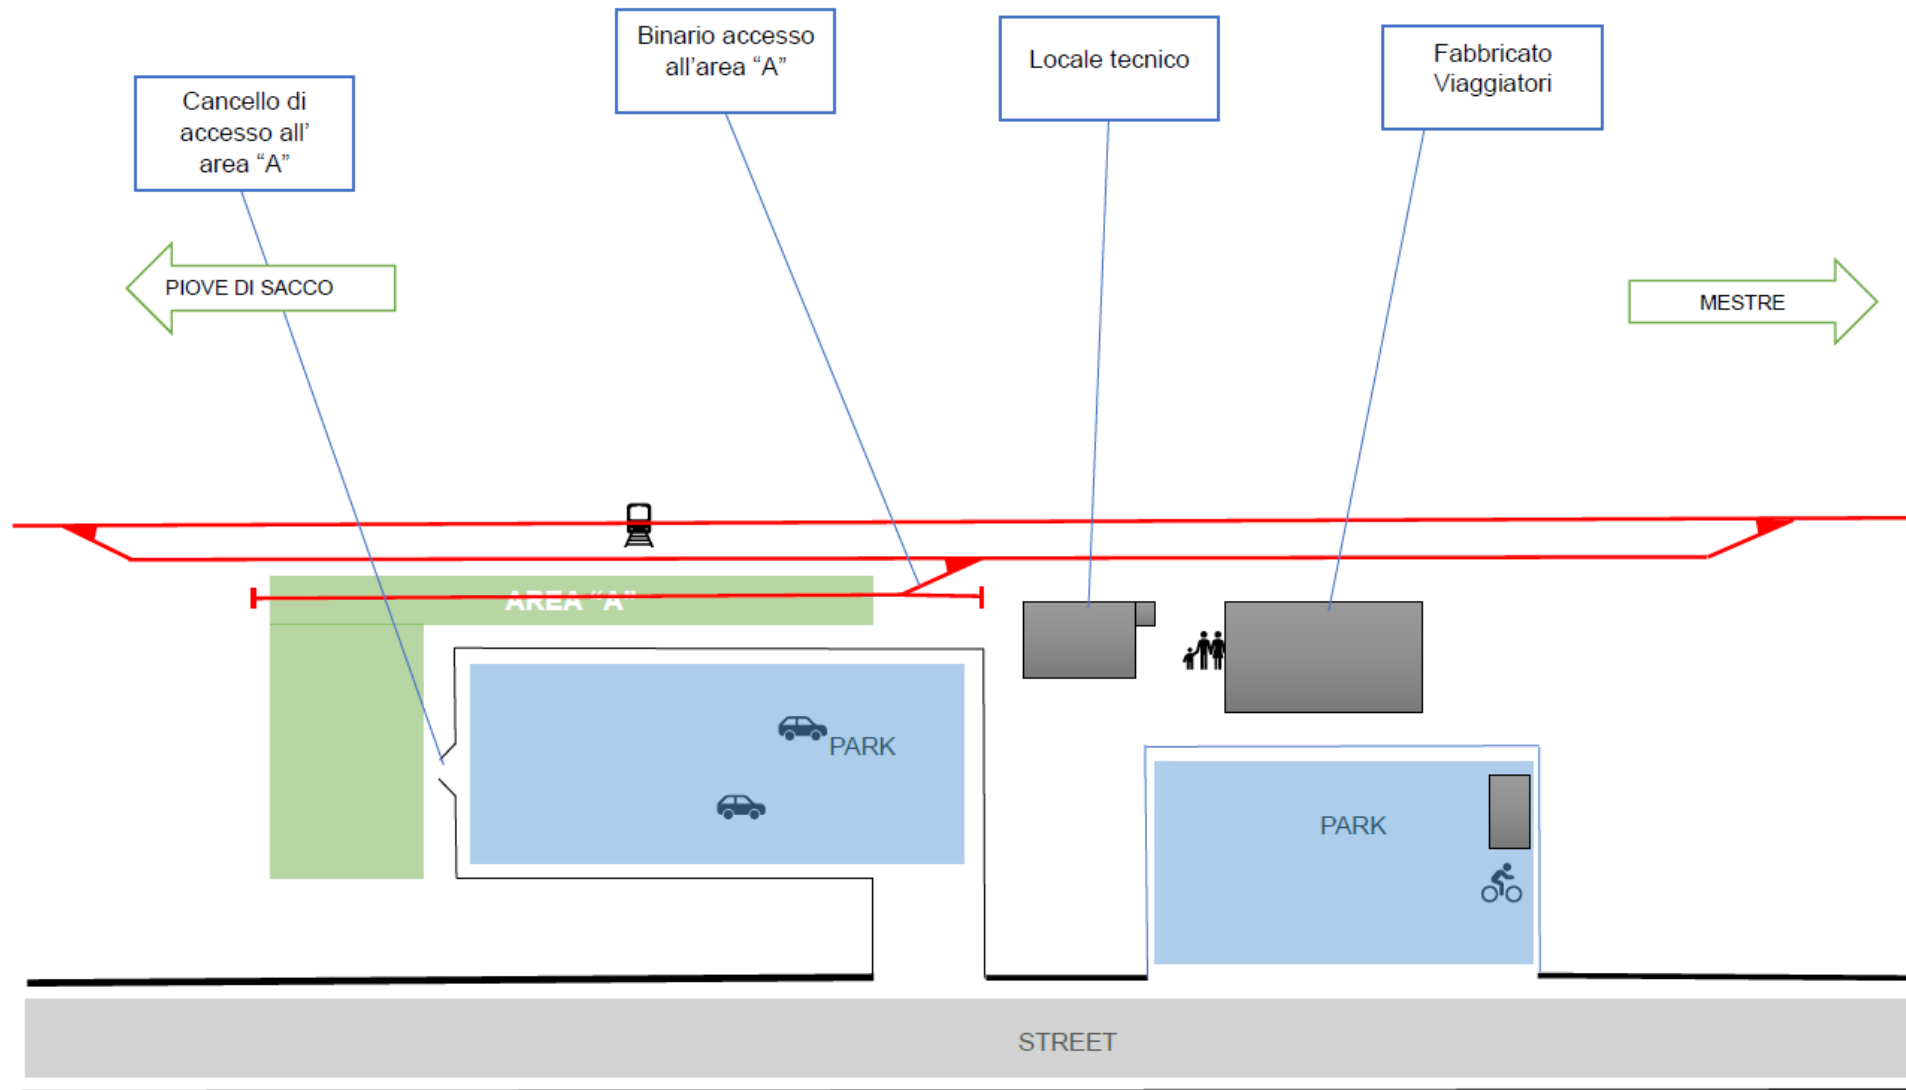 Binario accesso
all’area “A”
Locale tecnico
Fabbricato
Viaggiatori
Cancello di
accesso all’
area “A”
PIOVE DI SACCO
MESTRE
AREA “A”
PARK
PARK
STREET